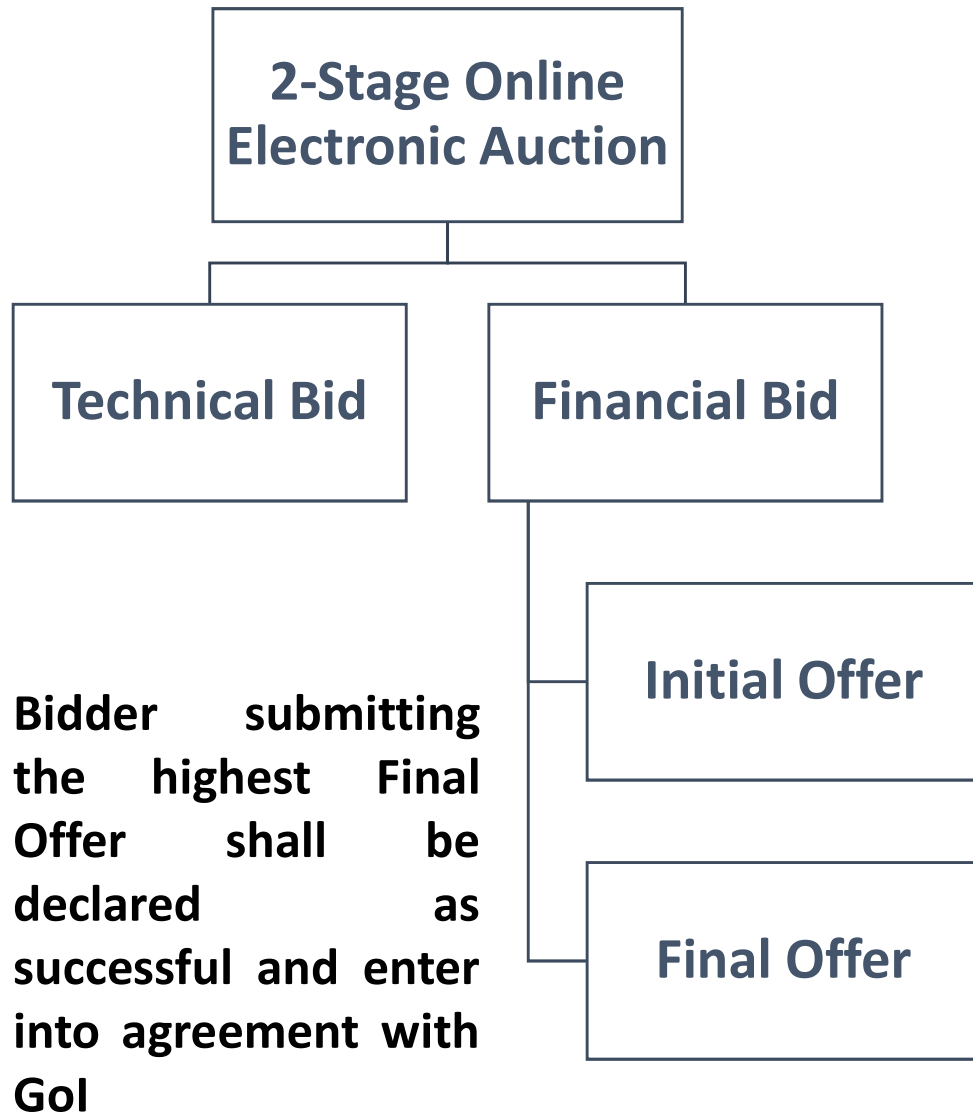 2-Stage Online
Electronic Auction
Technical Bid
Financial Bid
Initial Offer
Final Offer
Bidder submitting
the highest Final
Offer shall be
declared as
successful and enter
into agreement with
GoI